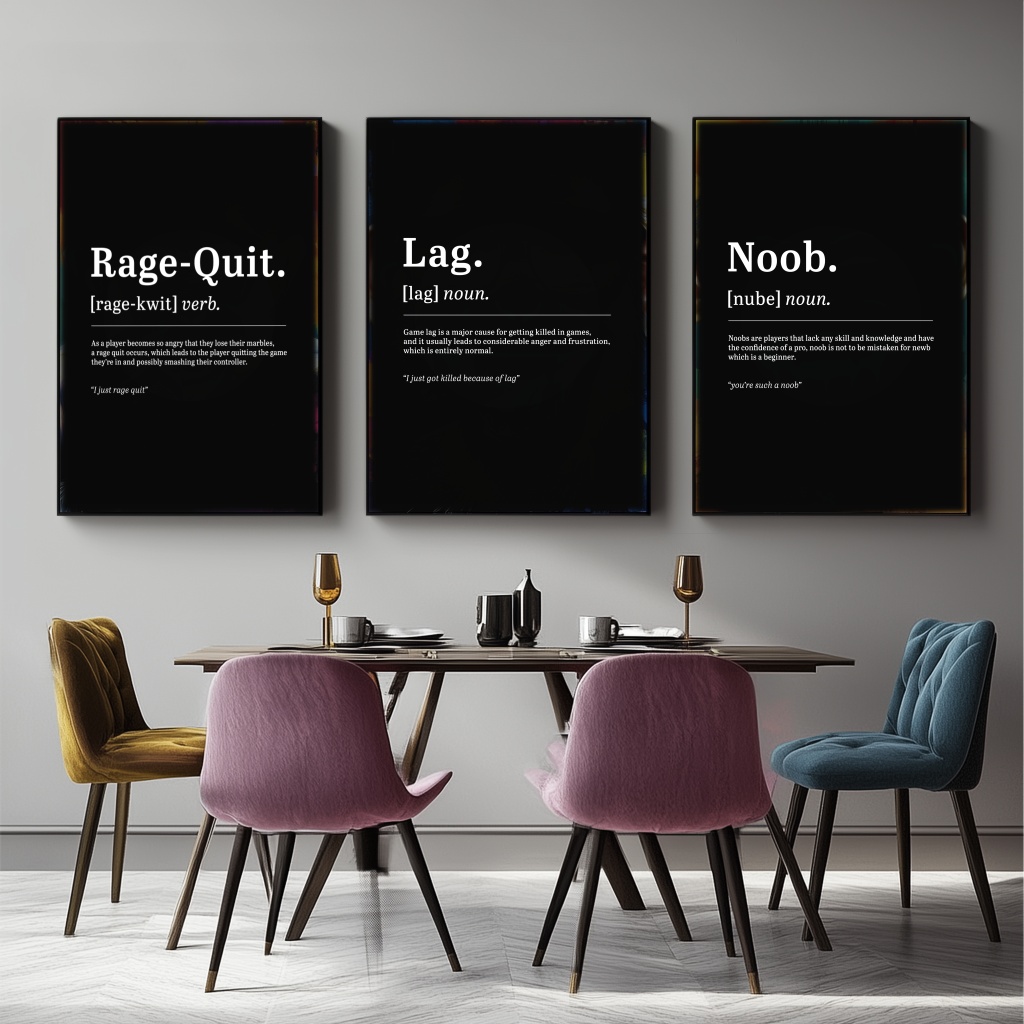 Rage-Quit.
[rage-kwit] verb.
As a player becomes so angry that they lose their marbles,
a rage quit occurs, which leads to the player quitting the game
they're in and possibly smashing their controller.
"I just rage quit"
Lag.
[lag] noun.
Game lag is a major cause for getting killed in games,
and it usually leads to considerable anger and frustration,
which is entirely normal.
"I just got killed because of lag"
Noob.
[nube] noun.
Noobs are players that lack any skill and knowledge and have
the confidence of a pro, noob is not to be mistaken for newb
which is a beginner.
"you're such a noob"